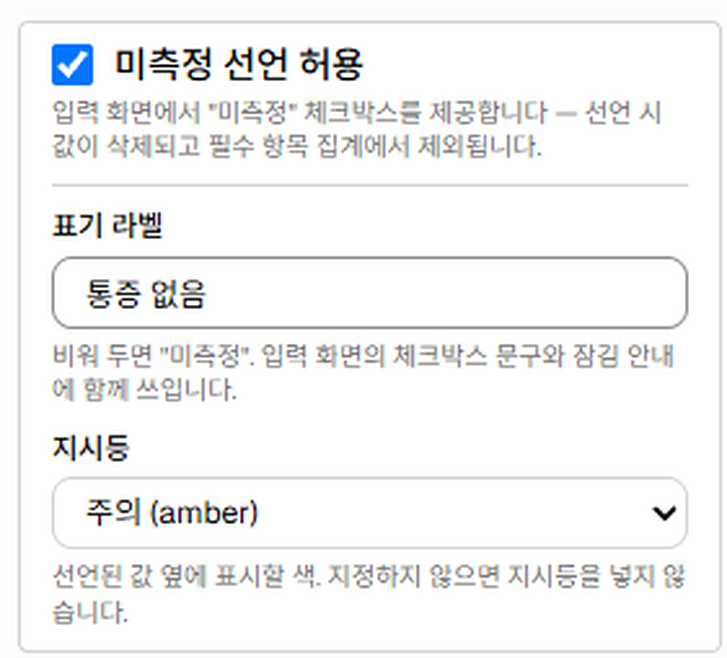 미측정 선언 허용
입력 화면에서 "미측정" 체크박스를 제공합니다 — 선언 시
값이 삭제되고 필수 항목 집계에서 제외됩니다.
표기 라벨
통증 없음
비워 두면 "미측정". 입력 화면의 체크박스 문구와 잠김 안내
에 함께 쓰입니다.
지시등
주의 (amber)
선언된 값 옆에 표시할 색. 지정하지 않으면 지시등을 넣지 않
습니다.